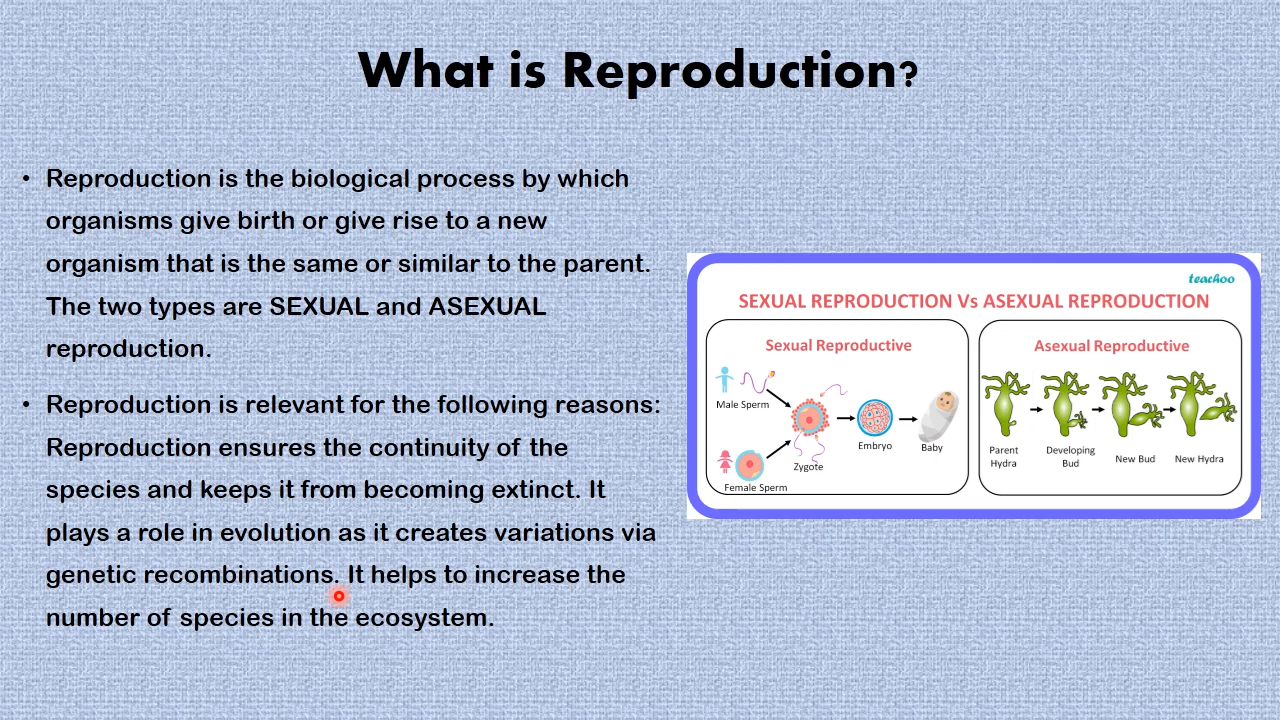 What is Reproduction?
• Reproduction is the biological process by which
organisms give birth or give rise to a new
organism that is the same or similar to the parent.
The two types are SEXUAL and ASEXUAL
reproduction.
• Reproduction is relevant for the following reasons:
Reproduction ensures the continuity of the
species and keeps it from becoming extinct. It
plays a role in evolution as it creates variations via
genetic recombinations. It helps to increase the
number of species in the ecosystem.
teachoo
SEXUAL REPRODUCTION Vs ASEXUAL REPRODUCTION
Sexual Reproductive
Male Sperm
Female Sperm
Zygote
Embryo
Baby
Asexual Reproductive
Parent
Hydra
Developing
Bud
New Bud
New Hydra